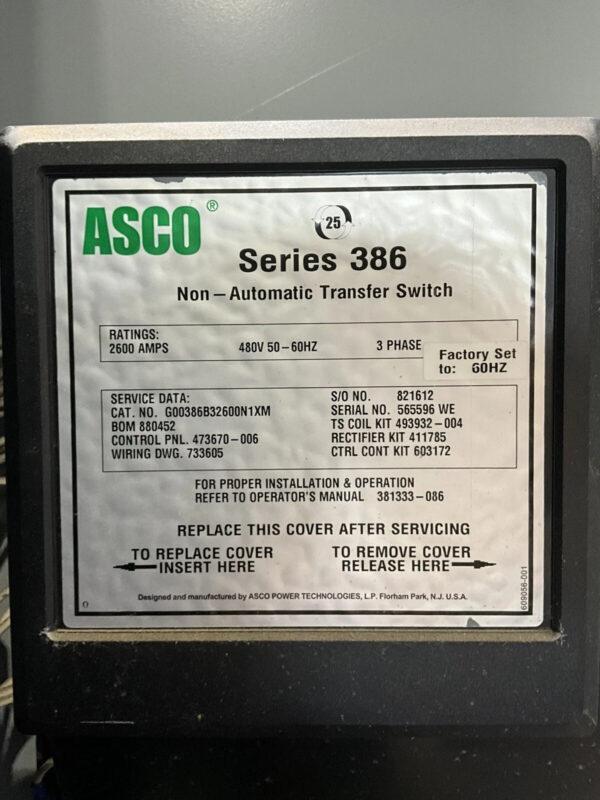 ASCO®
25
Series 386
Non-Automatic Transfer Switch
RATINGS:
2600 AMPS 480V 50-60HZ 3 PHASE
Factory Set
to: 60HZ
SERVICE DATA:
CAT. NO. G00386B32600N1XM
BOM 880452
CONTROL PNL. 473670-006
WIRING DWG. 733605
S/O NO. 821612
SERIAL NO. 565596 WE
TS COIL KIT 493932-004
RECTIFIER KIT 411785
CTRL CONT KIT 603172
FOR PROPER INSTALLATION & OPERATION
REFER TO OPERATOR'S MANUAL 381333-086
REPLACE THIS COVER AFTER SERVICING
TO REPLACE COVER
INSERT HERE
TO REMOVE COVER
RELEASE HERE
Designed and manufactured by ASCO POWER TECHNOLOGIES, L.P. Florham Park, N.J. U.S.A.
609056-001